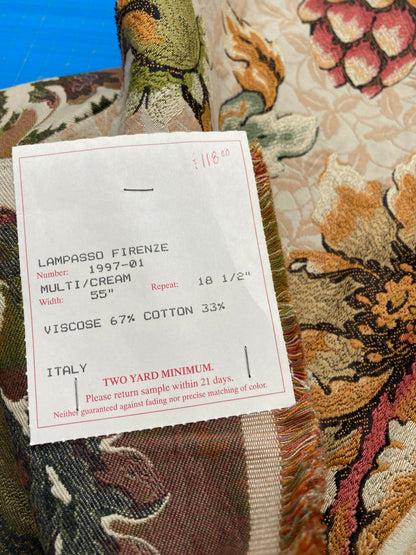 $118.00
LAMPASSO FIRENZE
Number: 1997-01
MULTI/CREAM Repeat: 18 1/2"
Width: 55"
VISCOSE 67% COTTON 33%
ITALY
TWO YARD MINIMUM.
Please return sample within 21 days.
Neither guaranteed against fading nor precise matching of color.